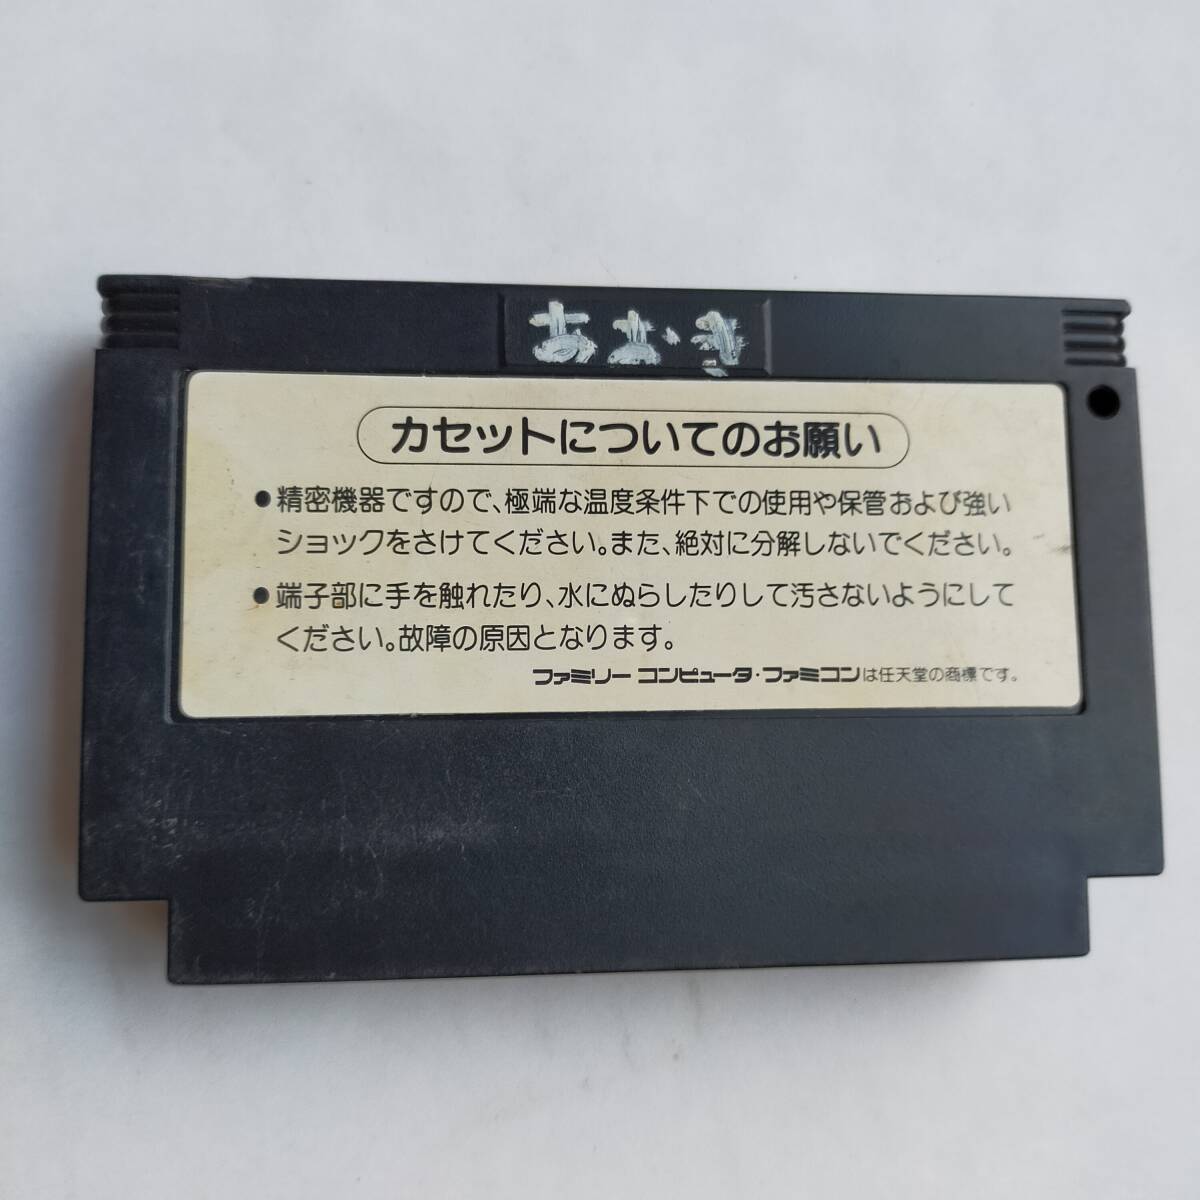 あかき
カセットについてのお願い
●精密機器ですので、極端な温度条件下での使用や保管および強い
ショックをさけてください。また、絶対に分解しないでください。
●端子部に手を触れたり、水にぬらしたりして汚さないようにして
ください。故障の原因となります。
ファミリーコンピュータ・ファミコンは任天堂の商標です。